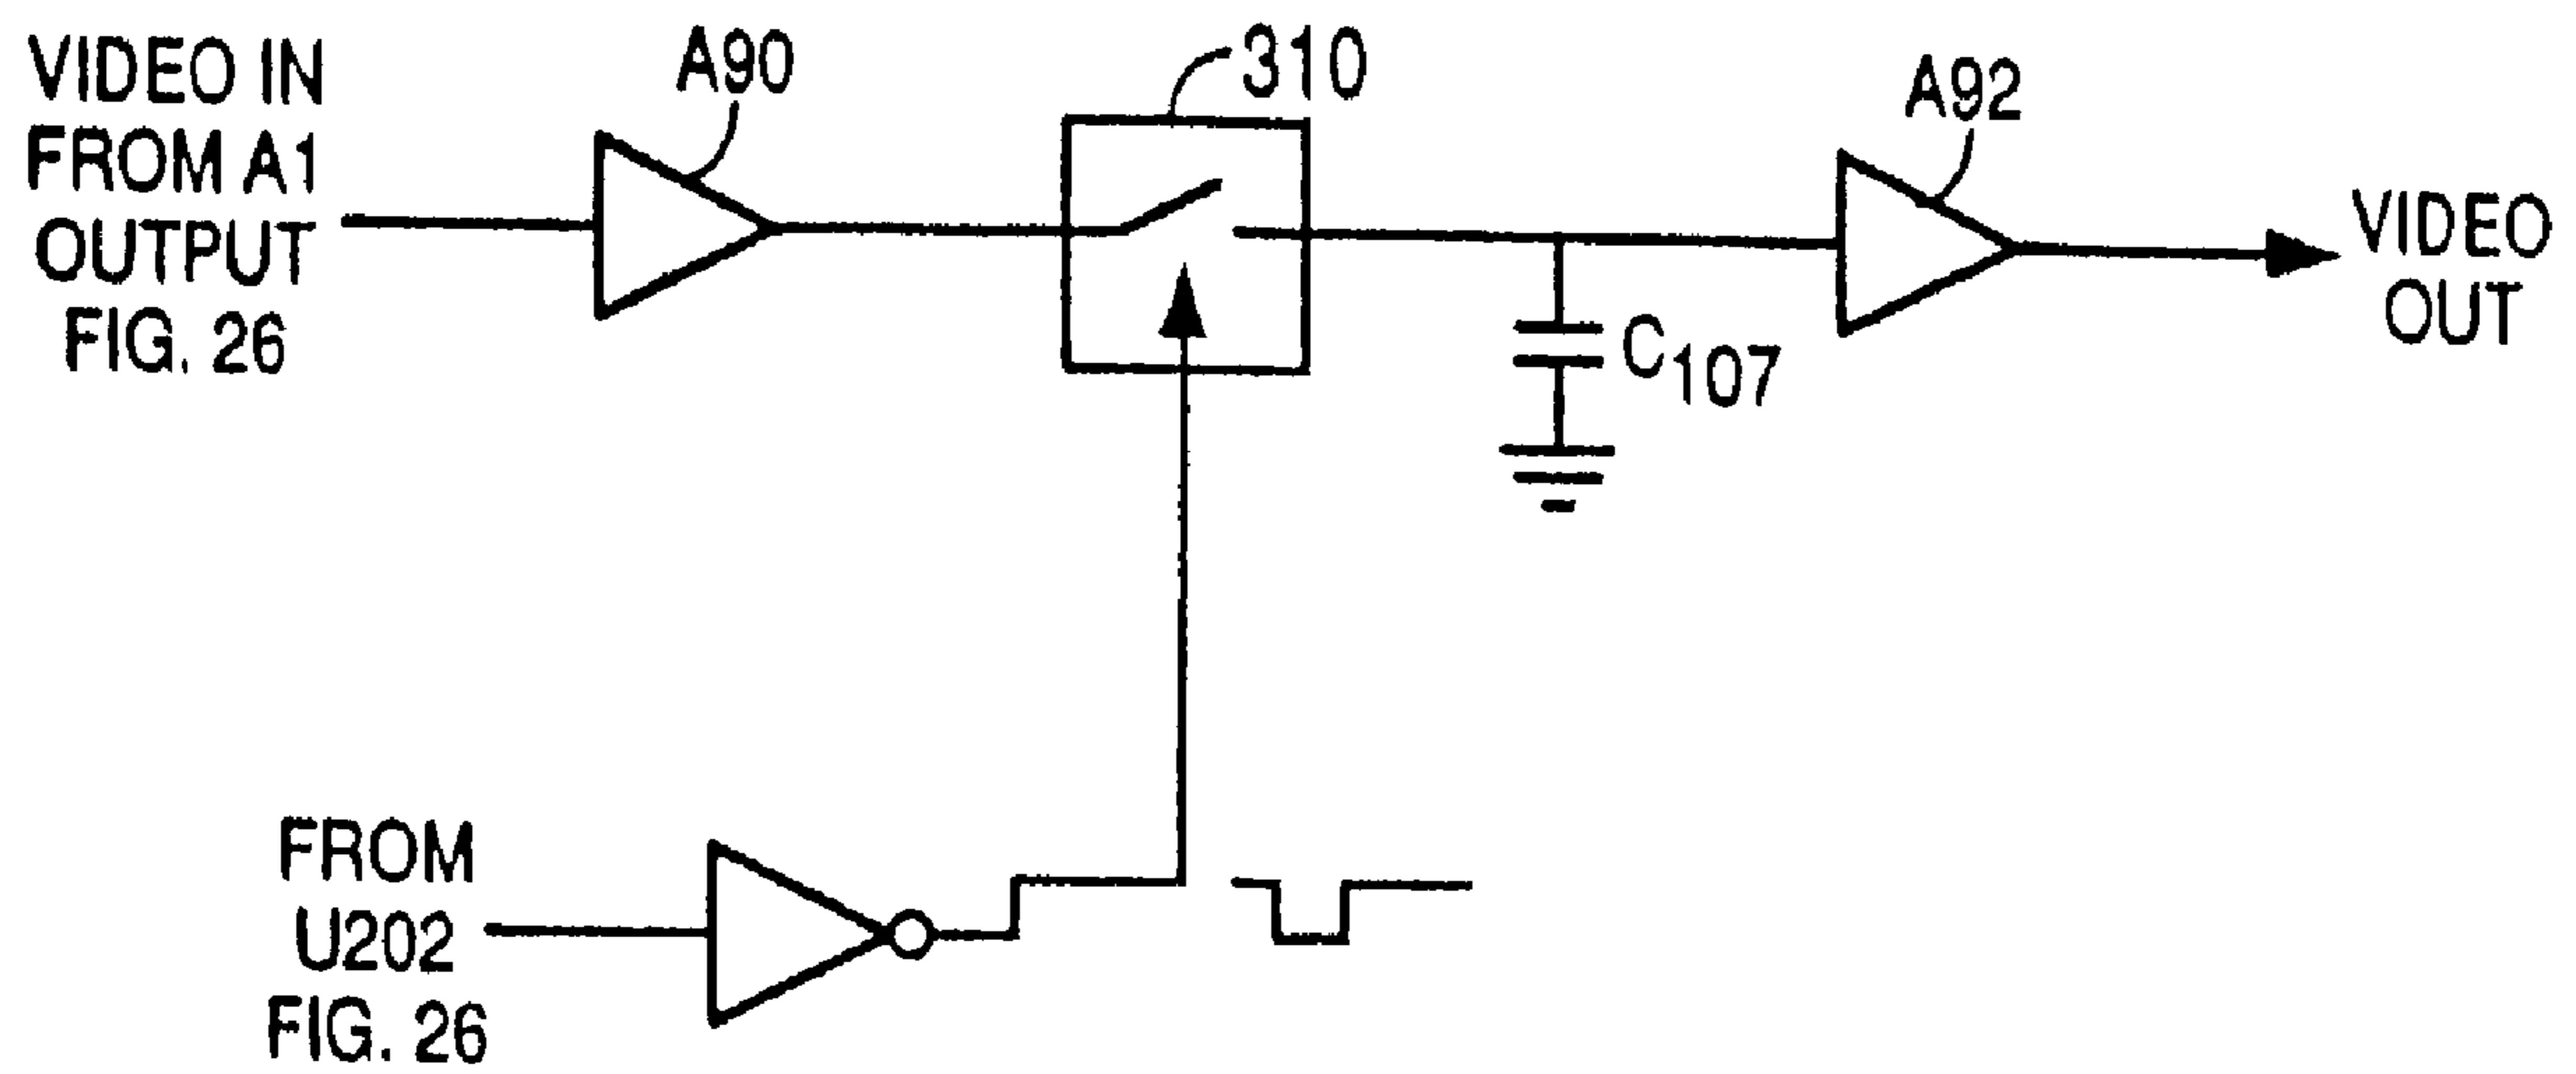 VIDEO IN
FROM A1
OUTPUT
FIG. 26
A90
310
A92
VIDEO
OUT
C107
FROM
U202
FIG. 26